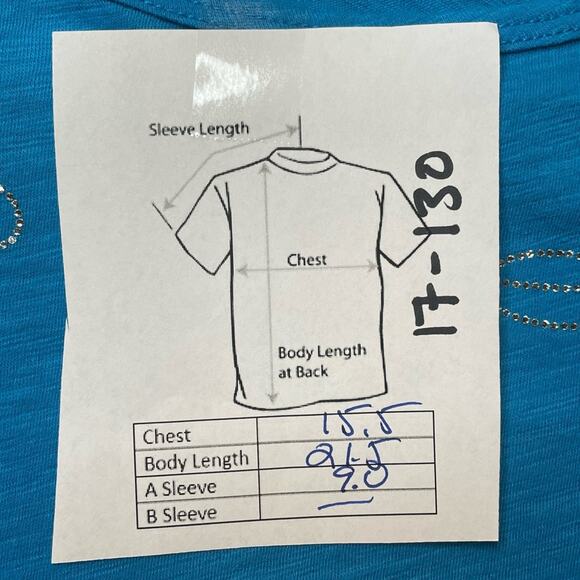 Sleeve Length
17-130
Chest
Body Length
at Back
Chest 15.5
Body Length 21.5
A Sleeve 9.0
B Sleeve —